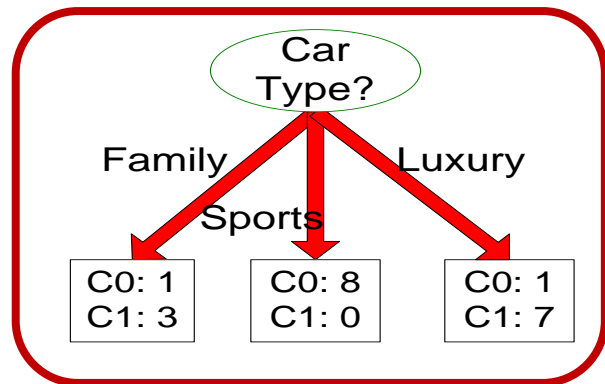 Car
Type?
Family
Luxury
Sports
C0: 1
C1: 3
C0: 8
C1: 0
C0: 1
C1: 7